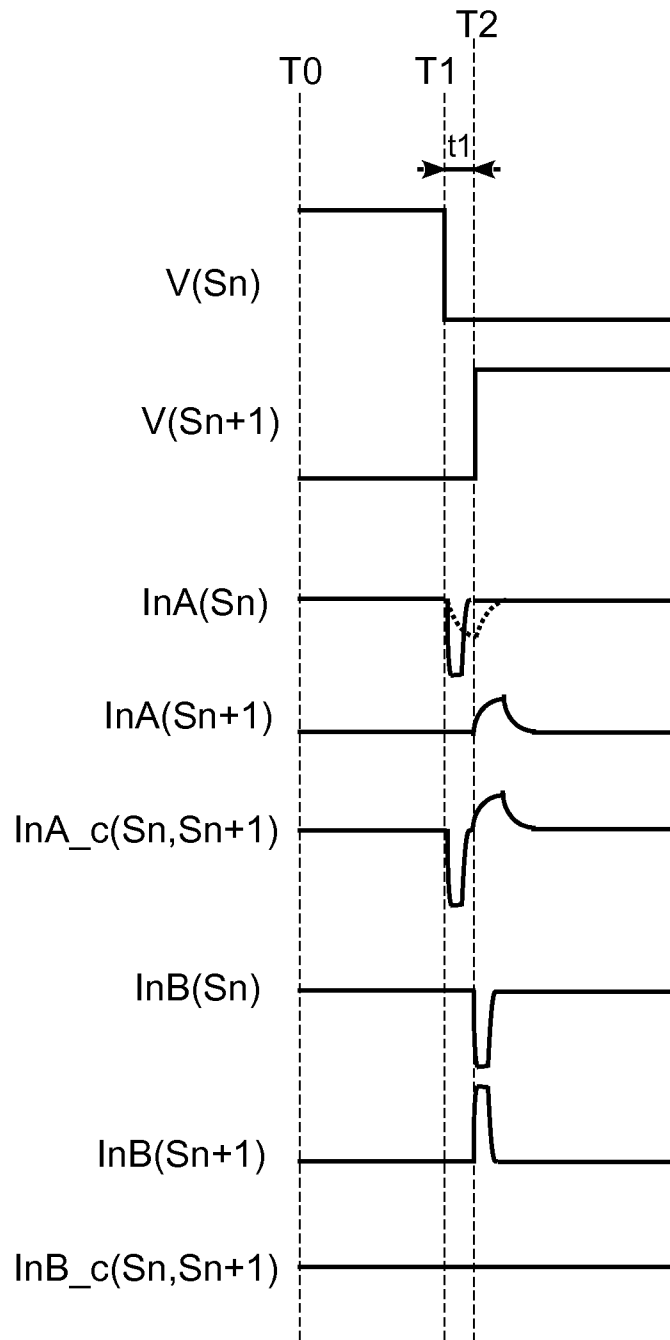 T2
T0
T1
t1
V(Sn)
V(Sn+1)
InA(Sn)
InA(Sn+1)
InA_c(Sn,Sn+1)
InB(Sn)
InB(Sn+1)
InB_c(Sn,Sn+1)